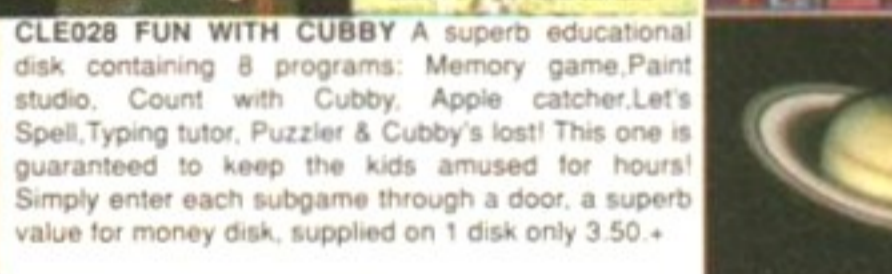 CLE028 FUN WITH CUBBY A superb educational
disk containing 8 programs: Memory game,Paint
studio, Count with Cubby, Apple catcher,Let's
Spell,Typing tutor, Puzzler & Cubby's lost! This one is
guaranteed to keep the kids amused for hours!
Simply enter each subgame through a door, a superb
value for money disk, supplied on 1 disk only 3.50.+